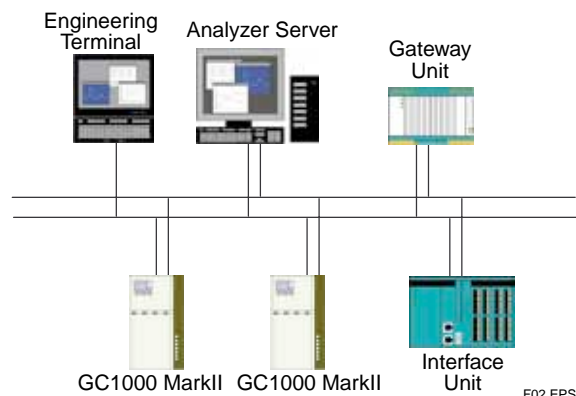 Engineering
Terminal
Analyzer Server
Gateway
Unit
GC1000 MarkII
GC1000 MarkII
Interface
Unit
F02.EPS